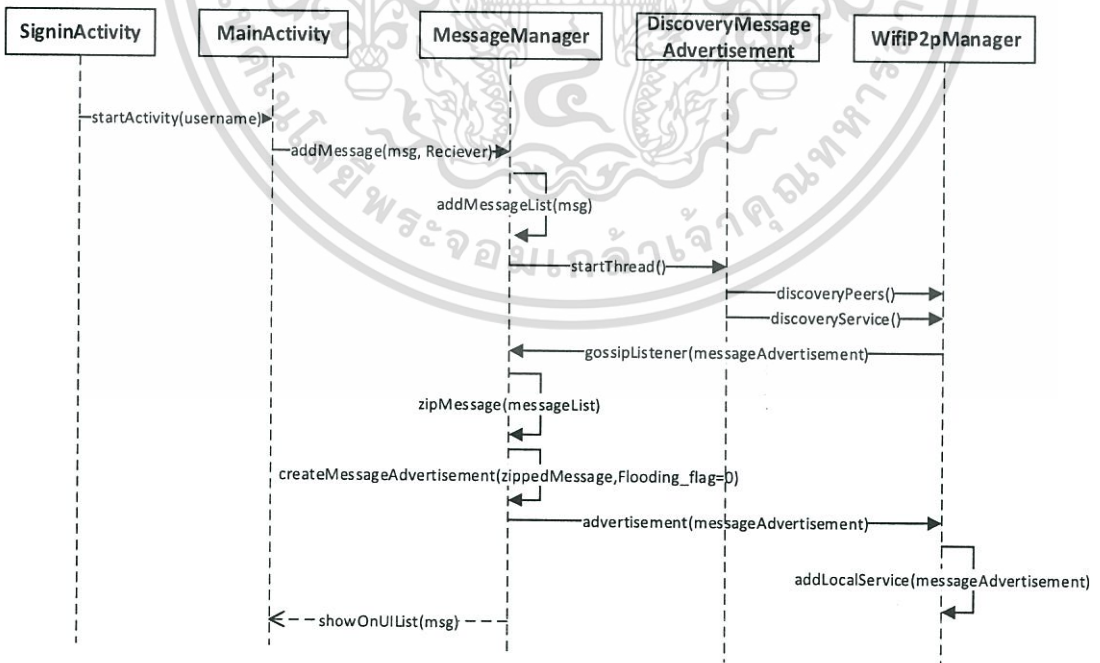 SigninActivity
MainActivity
MessageManager
DiscoveryMessage
Advertisement
WifiP2pManager
startActivity(username)
addMessage(msg, Reciever)
addMessageList(msg)
startThread()
discoveryPeers()
discoveryService()
gossipListener(messageAdvertisement)
zipMessage(messageList)
createMessageAdvertisement(zippedMessage,Flooding_flag=0)
advertisement(messageAdvertisement)
addLocalService(messageAdvertisement)
showOnUIList(msg)